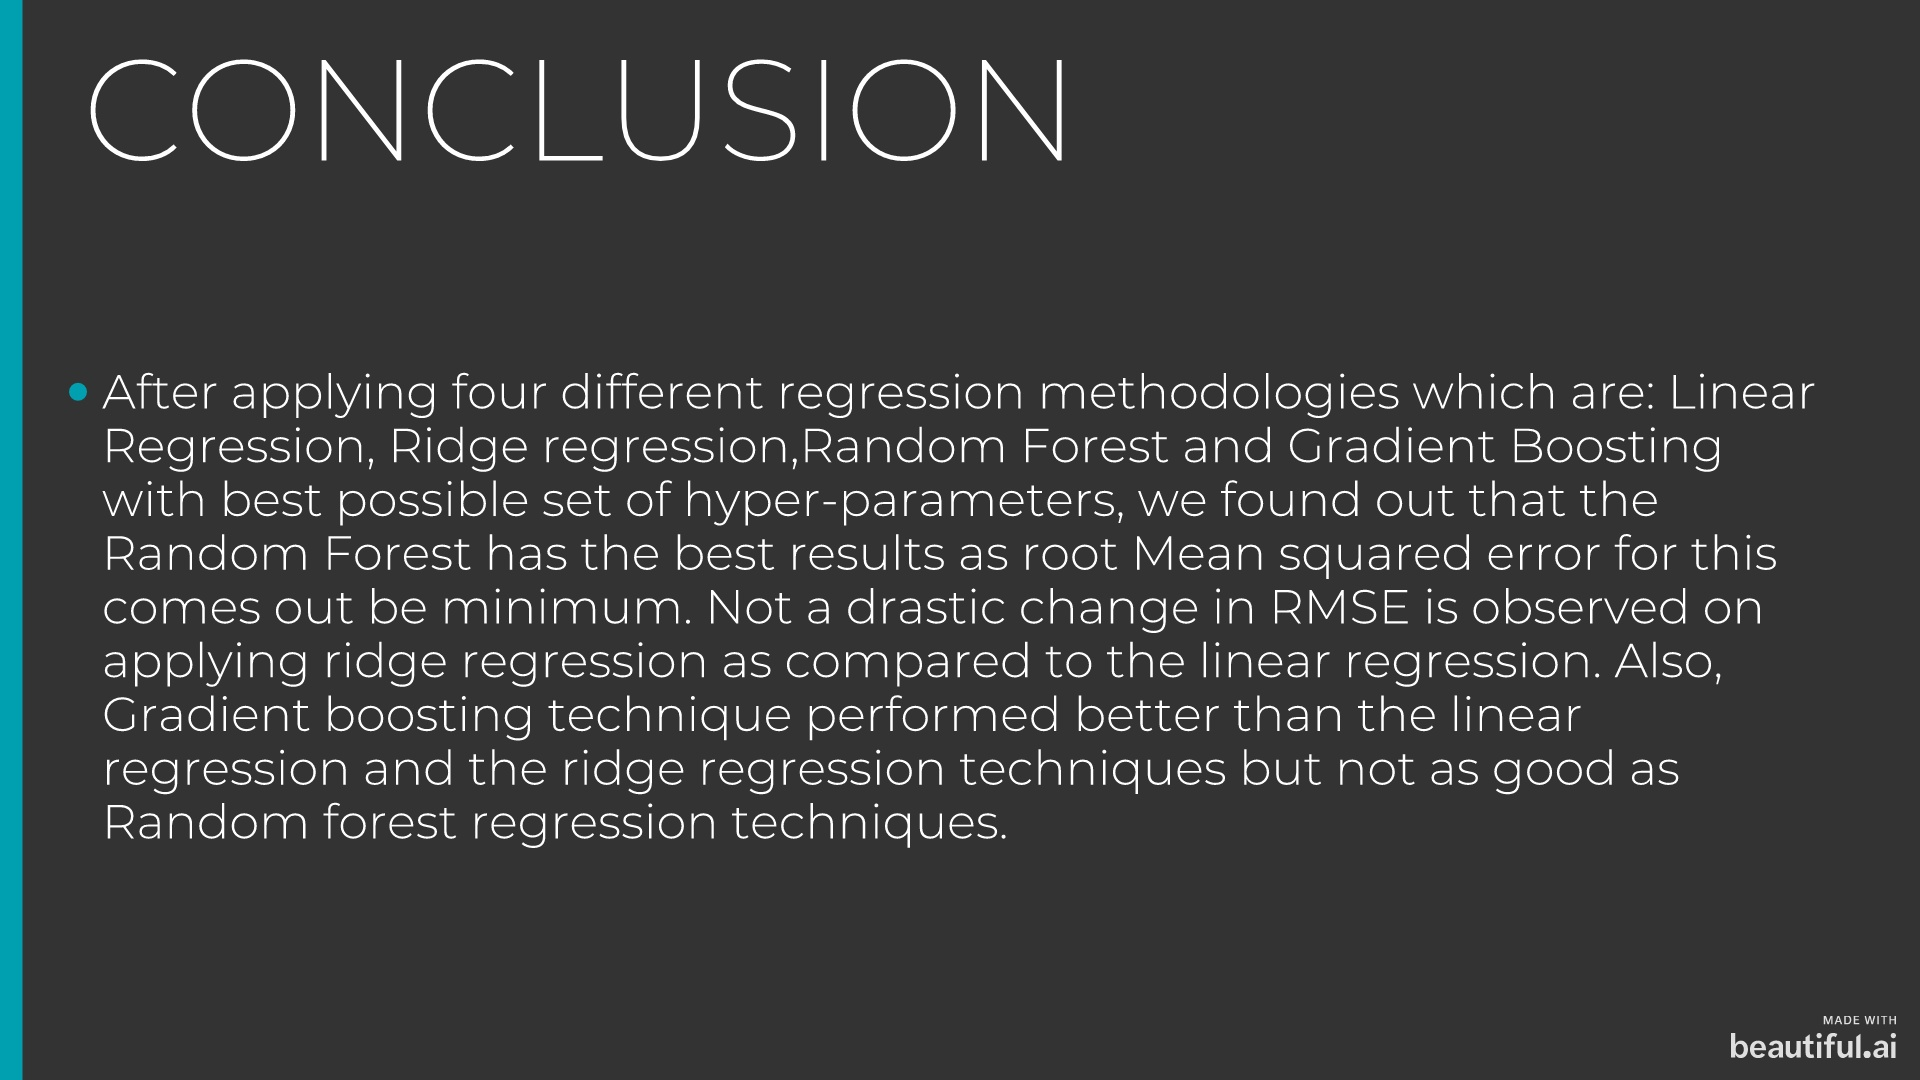 CONCLUSION
• After applying four different regression methodologies which are: Linear
Regression, Ridge regression,Random Forest and Gradient Boosting
with best possible set of hyper-parameters, we found out that the
Random Forest has the best results as root Mean squared error for this
comes out be minimum. Not a drastic change in RMSE is observed on
applying ridge regression as compared to the linear regression. Also,
Gradient boosting technique performed better than the linear
regression and the ridge regression techniques but not as good as
Random forest regression techniques.
MADE WITH
beautiful.ai